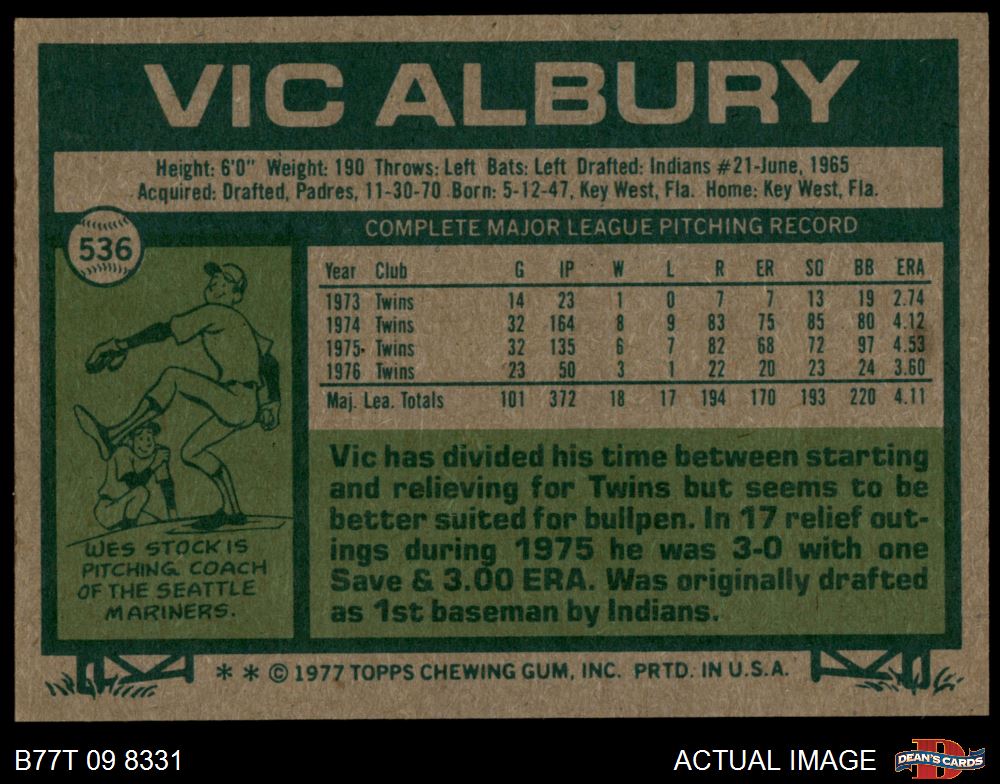 VIC ALBURY
Height: 6'0" Weight: 190 Throws: Left Bats: Left Drafted: Indians #21-June, 1965
Acquired: Drafted, Padres, 11-30-70 Born: 5-12-47, Key West, Fla. Home: Key West, Fla.
536
COMPLETE MAJOR LEAGUE PITCHING RECORD
Year Club G IP W L R ER SO BB ERA
1973 Twins 14 23 1 0 7 7 13 19 2.74
1974 Twins 32 164 8 9 83 75 85 80 4.12
1975 Twins 32 135 6 7 82 68 72 97 4.53
1976 Twins 23 50 3 1 22 20 23 24 3.60
Maj. Lea. Totals 101 372 18 17 194 170 193 220 4.11
Vic has divided his time between starting
and relieving for Twins but seems to be
better suited for bullpen. In 17 relief out-
ings during 1975 he was 3-0 with one
Save & 3.00 ERA. Was originally drafted
as 1st baseman by Indians.
WES STOCK IS
PITCHING COACH
OF THE SEATTLE
MARINERS.
* * © 1977 TOPPS CHEWING GUM, INC. PRTD. IN U.S.A.
B77T 09 8331
ACTUAL IMAGE
DEAN'S CARDS